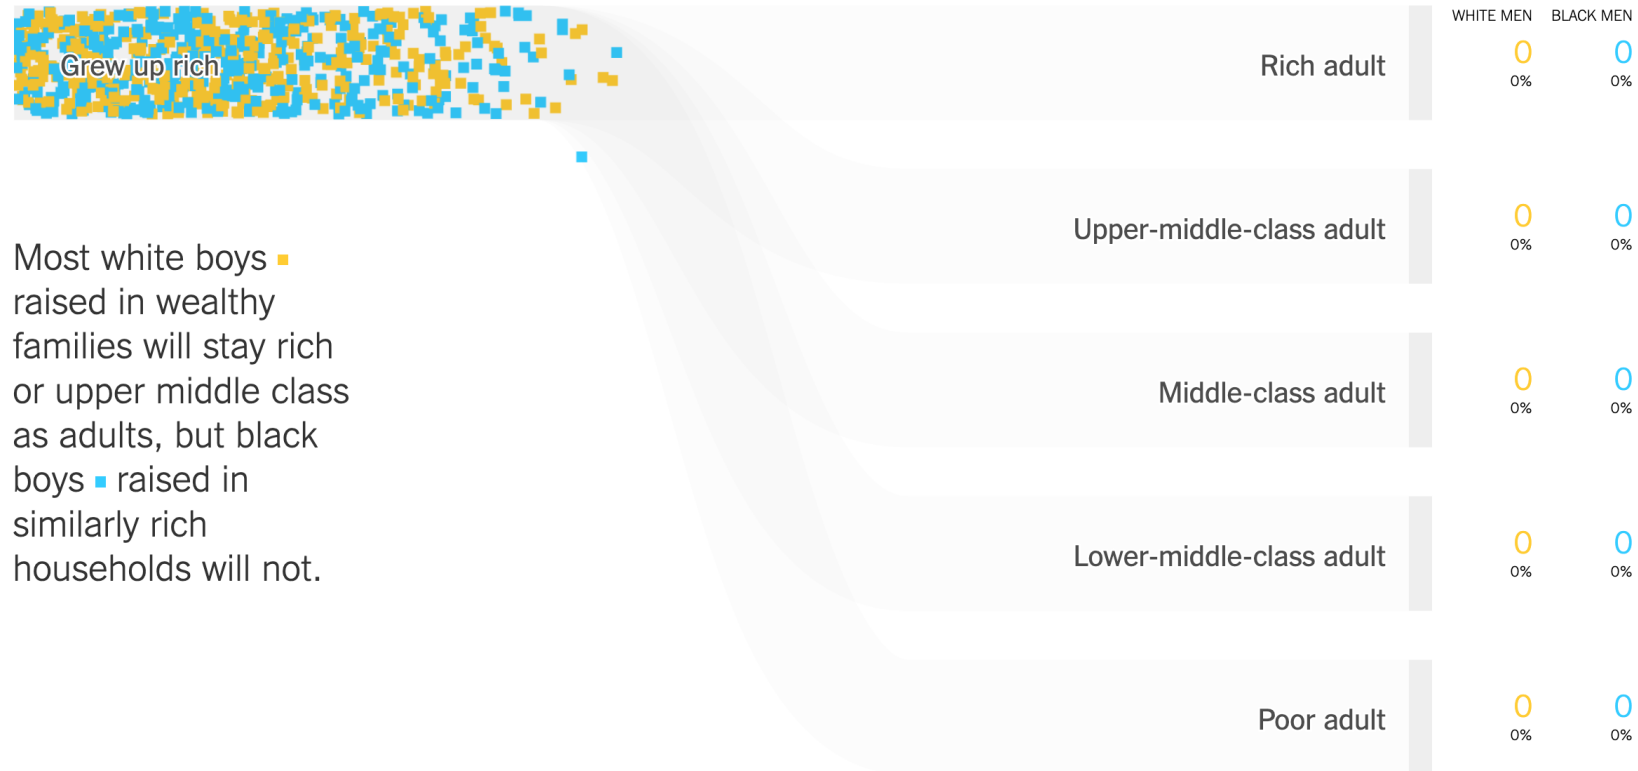 WHITE MEN BLACK MEN
Grew up rich
Rich adult
0 0
0% 0%
Upper-middle-class adult
0 0
0% 0%
Most white boys
raised in wealthy
families will stay rich
or upper middle class
as adults, but black
boys raised in
similarly rich
households will not.
Middle-class adult
0 0
0% 0%
Lower-middle-class adult
0 0
0% 0%
Poor adult
0 0
0% 0%